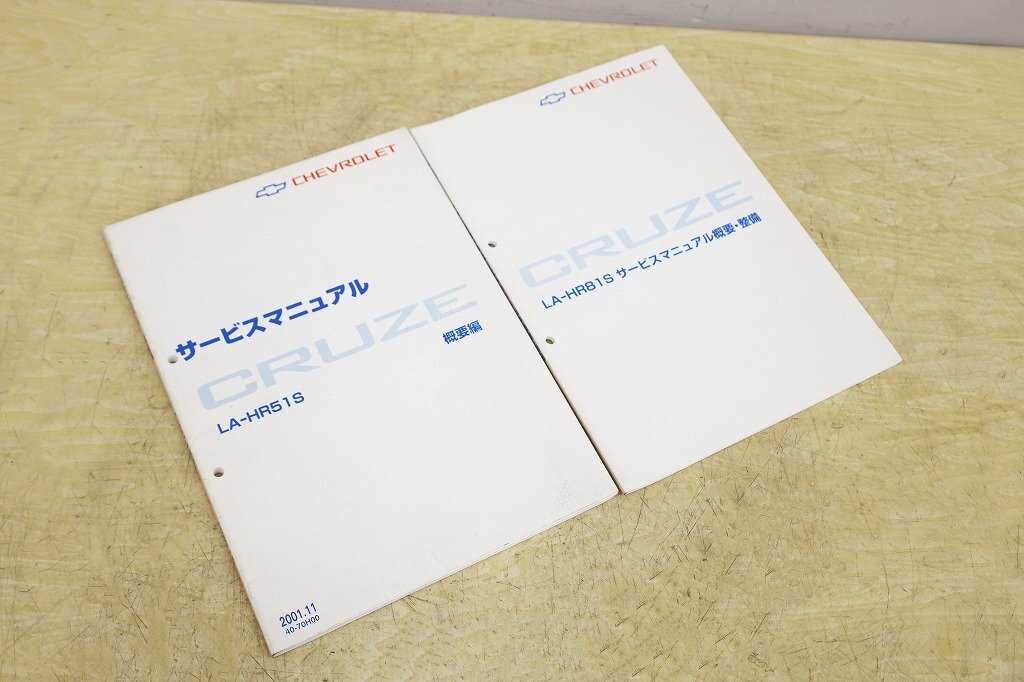 CHEVROLET
サービスマニュアル
CRUZE
概要編
LA-HR51S
2001.11
40-70H00
CHEVROLET
CRUZE
LA-HR81S サービスマニュアル概要・整備